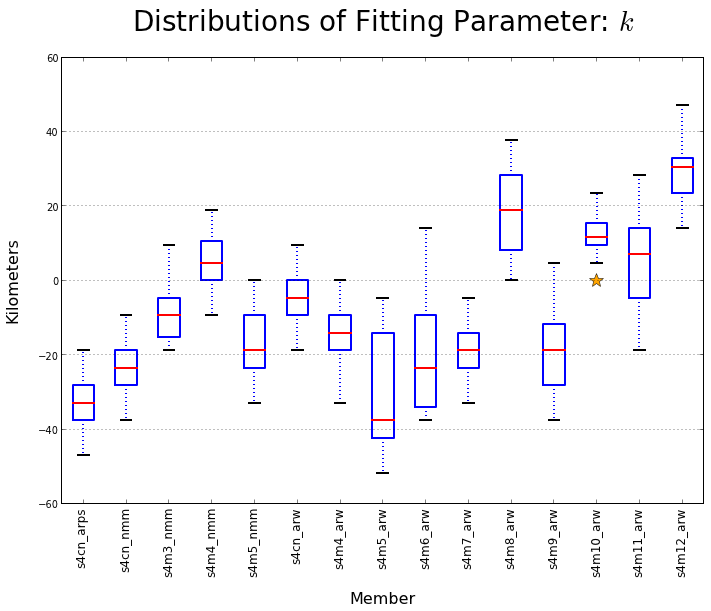 Distributions of Fitting Parameter: k
Kilometers
60
40
20
0
−20
−40
−60
s4cn_arps
s4cn_nmm
s4m3_nmm
s4m4_nmm
s4m5_nmm
s4cn_arw
s4m4_arw
s4m5_arw
s4m6_arw
s4m7_arw
s4m8_arw
s4m9_arw
s4m10_arw
s4m11_arw
s4m12_arw
Member